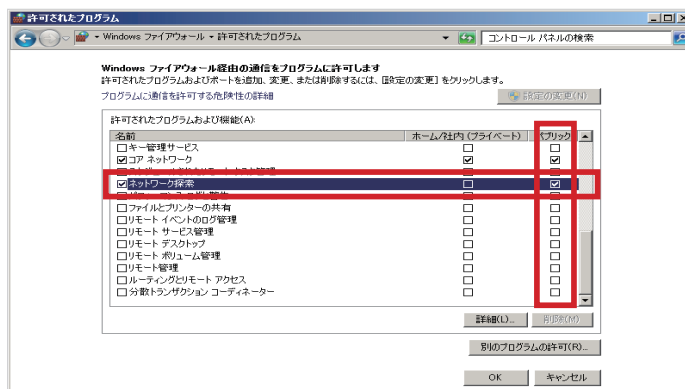 許可されたプログラム
Windows ファイアウォール
許可されたプログラム
コントロール パネルの検索
Windows ファイアウォール経由の通信をプログラムに許可します
許可されたプログラムおよびポートを追加、変更、または削除するには、[設定の変更] をクリックします。
プログラムに通信を許可する危険性の詳細
設定の変更(N)
許可されたプログラムおよび機能(A):
名前 ホーム/社内 (プライベート) パブリック
キー管理サービス
コア ネットワーク
ネットワーク探索
ファイルとプリンターの共有
リモート イベントのログ管理
リモート サービス管理
リモート デスクトップ
リモート ボリューム管理
リモート管理
ルーティングとリモート アクセス
分散トランザクション コーディネーター
詳細(L)...
削除(M)
別のプログラムの許可(R)...
OK キャンセル